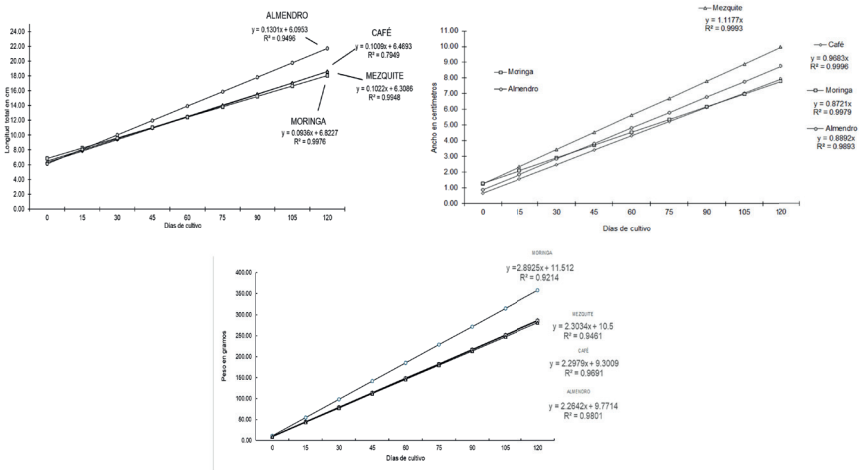 ALMENDRO
y = 0.1301x + 6.0953
R² = 0.9496
CAFÉ
y = 0.1009x + 6.4693
R² = 0.7949
MEZQUITE
y = 0.1022x + 6.3086
R² = 0.9948
MORINGA
y = 0.0936x + 6.8227
R² = 0.9976
Longitud total en cm
24.00
22.00
20.00
18.00
16.00
14.00
12.00
10.00
8.00
6.00
4.00
2.00
0.00
0 15 30 45 60 75 90 105 120
Días de cultivo
Mezquite
y = 1.1177x
R² = 0.9993
Café
y = 0.9683x
R² = 0.9996
Moringa
y = 0.8721x
R² = 0.9979
Almendro
y = 0.8892x
R² = 0.9893
Moringa
Almendro
Ancho en centímetros
11.00
10.00
9.00
8.00
7.00
6.00
5.00
4.00
3.00
2.00
1.00
0.00
0 15 30 45 60 75 90 105 120
Días de cultivo
MORINGA
y =2.8925x + 11.512
R² = 0.9214
MEZQUITE
y = 2.3034x + 10.5
R² = 0.9461
CAFÉ
y = 2.2979x + 9.3009
R² = 0.9691
ALMENDRO
y = 2.2642x + 9.7714
R² = 0.9801
Peso en gramos
400.00
350.00
300.00
250.00
200.00
150.00
100.00
50.00
0.00
0 15 30 45 60 75 90 105 120
Días de cultivo